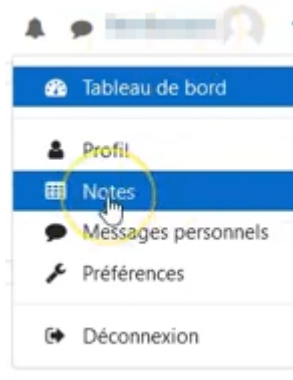 Tableau de bord
Profil
Notes
Messages personnels
Préférences
Déconnexion